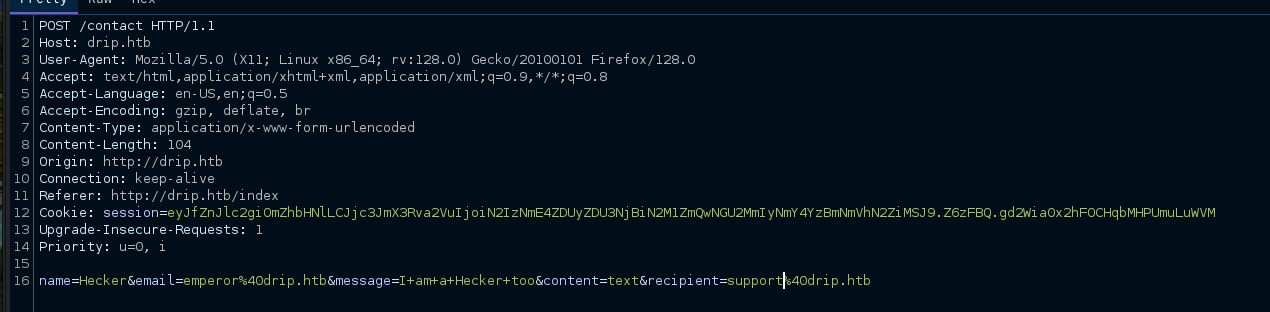 Pretty Raw Hex
1 POST /contact HTTP/1.1
2 Host: drip.htb
3 User-Agent: Mozilla/5.0 (X11; Linux x86_64; rv:128.0) Gecko/20100101 Firefox/128.0
4 Accept: text/html,application/xhtml+xml,application/xml;q=0.9,*/*;q=0.8
5 Accept-Language: en-US,en;q=0.5
6 Accept-Encoding: gzip, deflate, br
7 Content-Type: application/x-www-form-urlencoded
8 Content-Length: 104
9 Origin: http://drip.htb
10 Connection: keep-alive
11 Referer: http://drip.htb/index
12 Cookie: session=eyJfZnJlc2giOmZhbHNlLCJjc3JmX3Rva2VuIjoiN2IzNmE4ZDUyZDU3NjBiN2M1ZmQwNGU2MmIyNmY4YzBmNmVhN2ZiMSJ9.Z6zFBQ.gd2WiaOx2hFOCHqbMHPUmuLuWVM
13 Upgrade-Insecure-Requests: 1
14 Priority: u=0, i
15
16 name=Hecker&email=emperor%40drip.htb&message=I+am+a+Hecker+too&content=text&recipient=support%40drip.htb